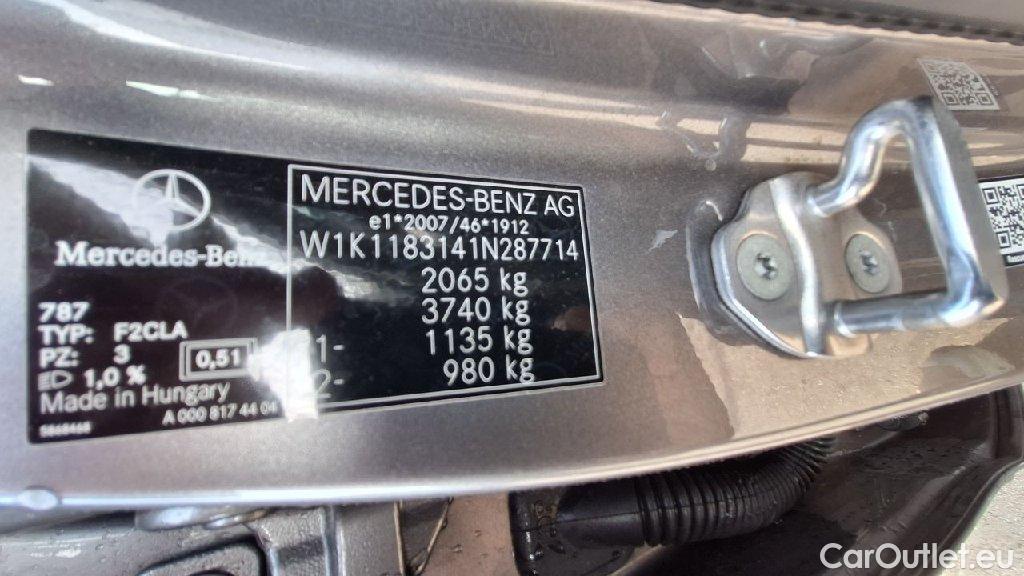 Mercedes-Benz
787
TYP: F2CLA
PZ: 3
0,51
1,0 %
Made in Hungary
A 000 817 44 04
MERCEDES-BENZ AG
e1*2007/46*1912
W1K1183141N287714
2065 kg
3740 kg
1- 1135 kg
2- 980 kg
CarOutlet.eu